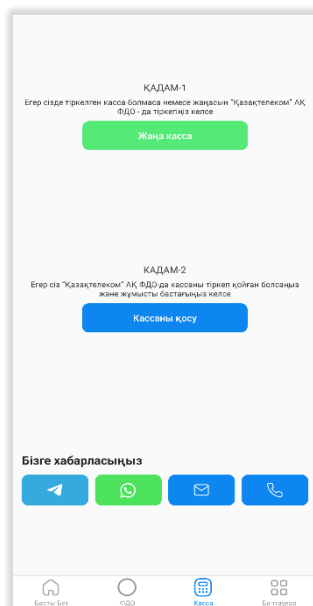 ҚАДАМ-1
Егер сізде тіркелген касса болмаса немесе жаңасын "Қазақтелеком" АҚ
ФДО - да тіркегіңіз келсе
Жаңа касса
ҚАДАМ-2
Егер сіз "Қазақтелеком" АҚ ФДО-да кассаны тіркеп қойған болсаңыз
және жұмысты бастағыңыз келсе
Кассаны қосу
Бізге хабарласыңыз
Басты Бет
ФДО
Касса
Баптаулар